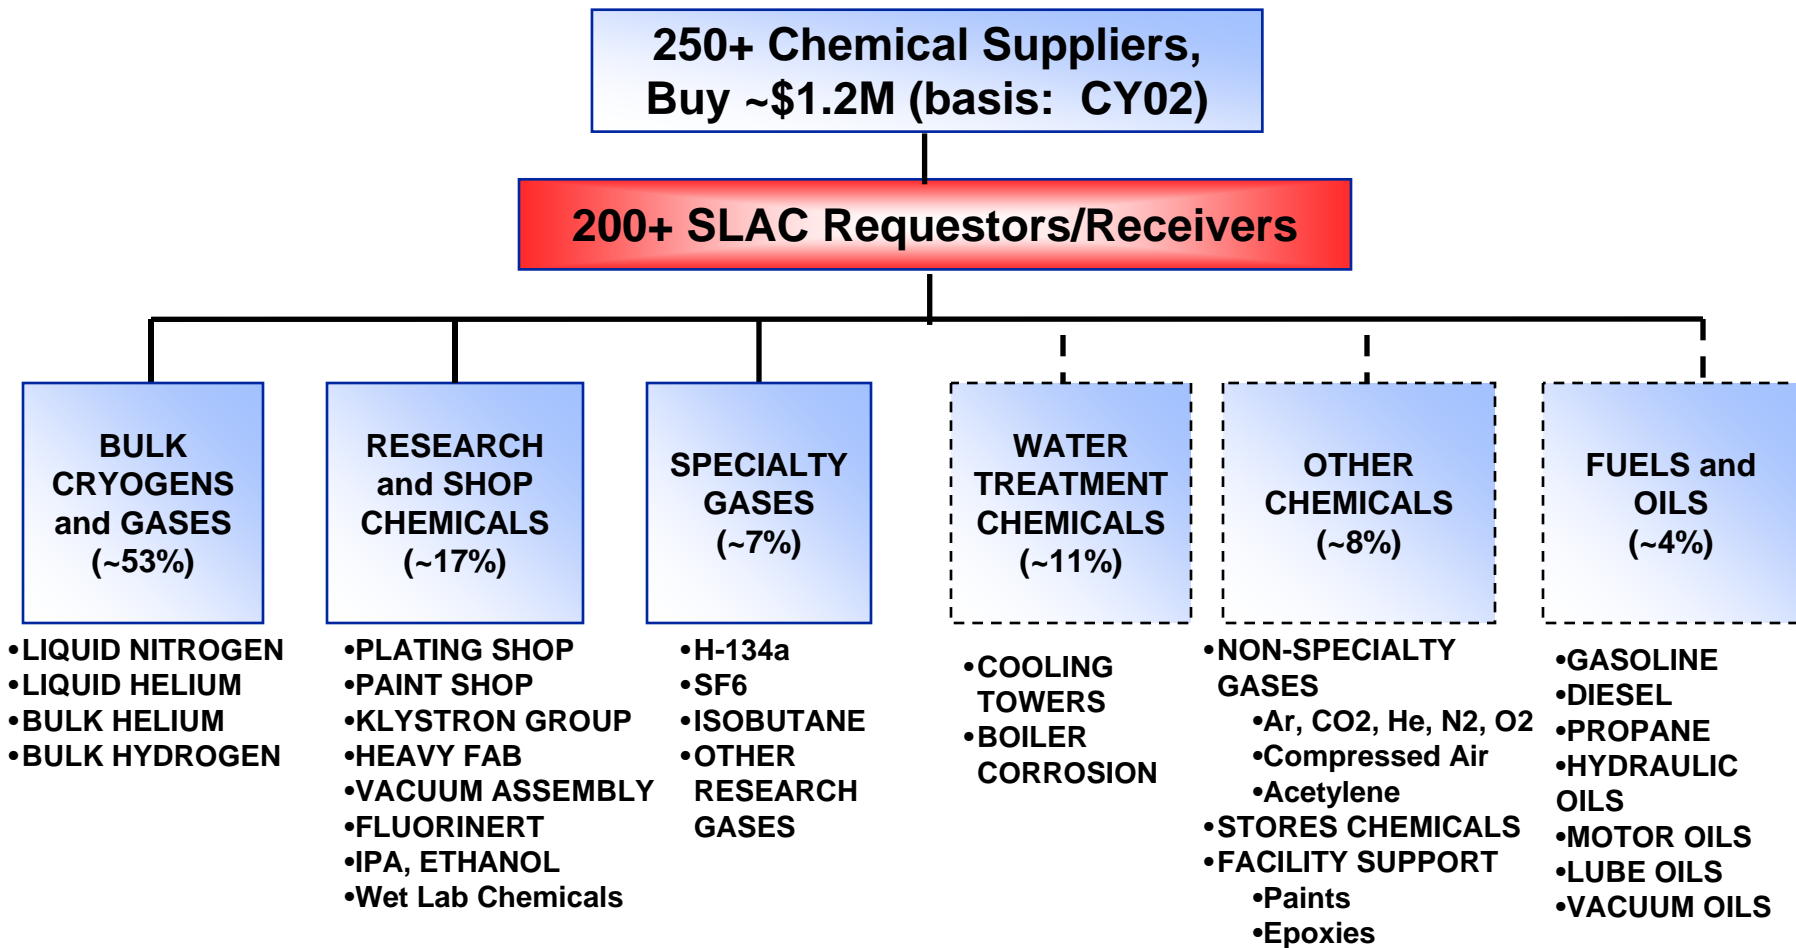 250+ Chemical Suppliers,
Buy ~$1.2M (basis: CY02)
200+ SLAC Requestors/Receivers
BULK
CRYOGENS
and GASES
(~53%)
•LIQUID NITROGEN
•LIQUID HELIUM
•BULK HELIUM
•BULK HYDROGEN
RESEARCH
and SHOP
CHEMICALS
(~17%)
•PLATING SHOP
•PAINT SHOP
•KLYSTRON GROUP
•HEAVY FAB
•VACUUM ASSEMBLY
•FLUORINERT
•IPA, ETHANOL
•Wet Lab Chemicals
SPECIALTY
GASES
(~7%)
•H-134a
•SF6
•ISOBUTANE
•OTHER
RESEARCH
GASES
WATER
TREATMENT
CHEMICALS
(~11%)
•COOLING
TOWERS
•BOILER
CORROSION
OTHER
CHEMICALS
(~8%)
•NON-SPECIALTY
GASES
•Ar, CO2, He, N2, O2
•Compressed Air
•Acetylene
•STORES CHEMICALS
•FACILITY SUPPORT
•Paints
•Epoxies
FUELS and
OILS
(~4%)
•GASOLINE
•DIESEL
•PROPANE
•HYDRAULIC
OILS
•MOTOR OILS
•LUBE OILS
•VACUUM OILS